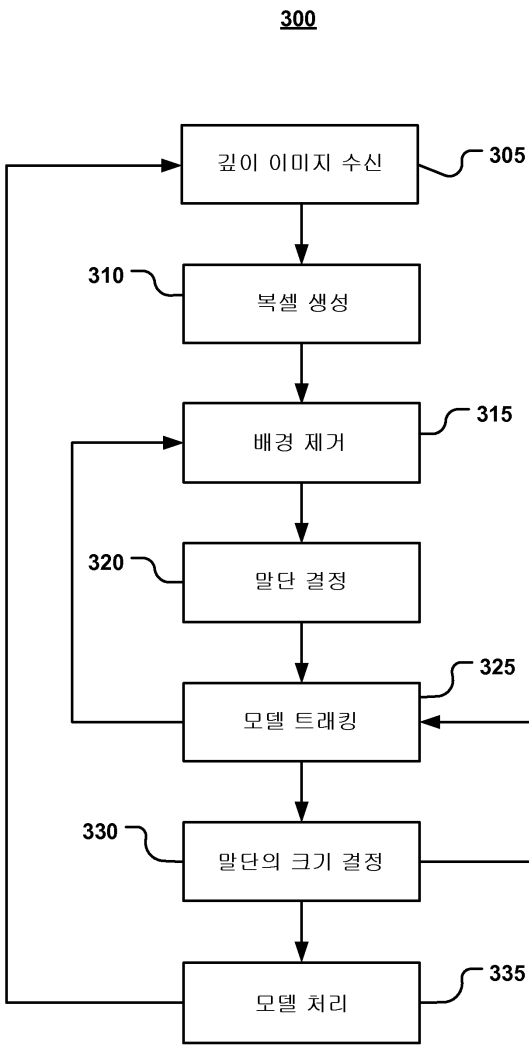 300
깊이 이미지 수신
305
310
복셀 생성
배경 제거
315
320
말단 결정
모델 트래킹
325
330
말단의 크기 결정
모델 처리
335